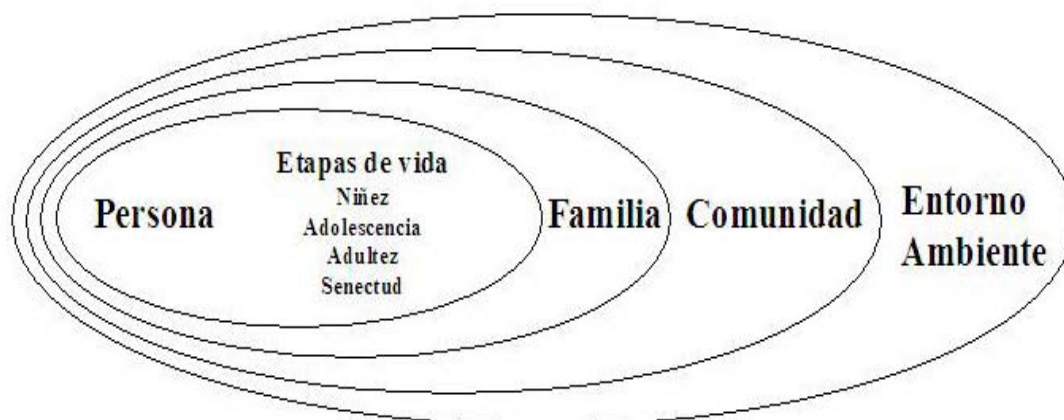 Persona
Etapas de vida
Niñez
Adolescencia
Adultez
Senectud
Familia
Comunidad
Entorno
Ambiente